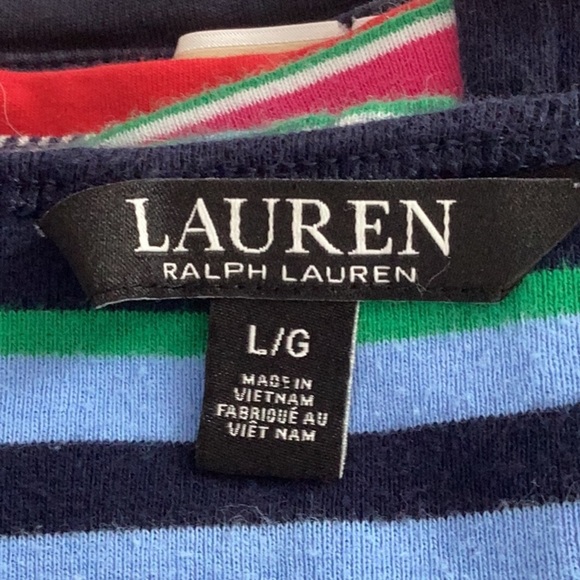 LAUREN
RALPH LAUREN
L/G
MADE IN
VIETNAM
FABRIQUÉ AU
VIÊT NAM